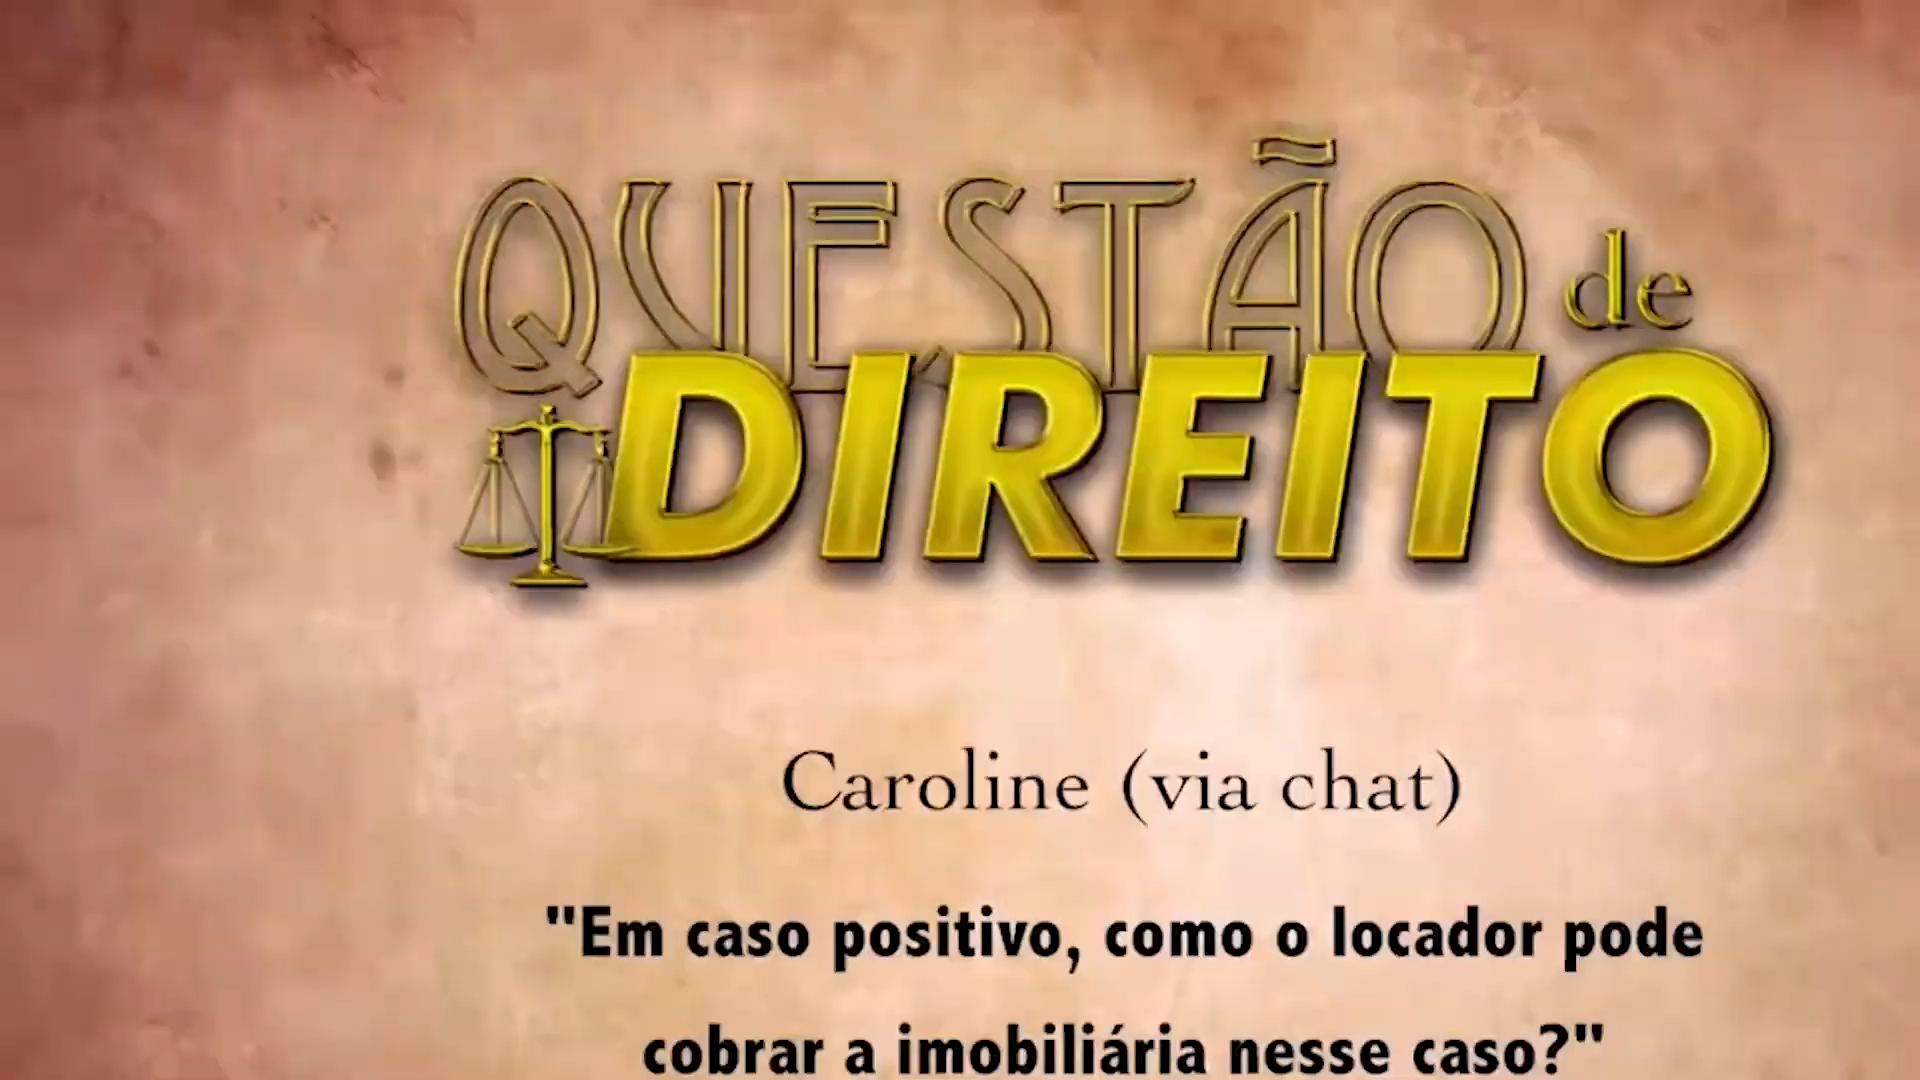 QUESTÃO de
DIREITO
Caroline (via chat)
"Em caso positivo, como o locador pode
cobrar a imobiliária nesse caso?"